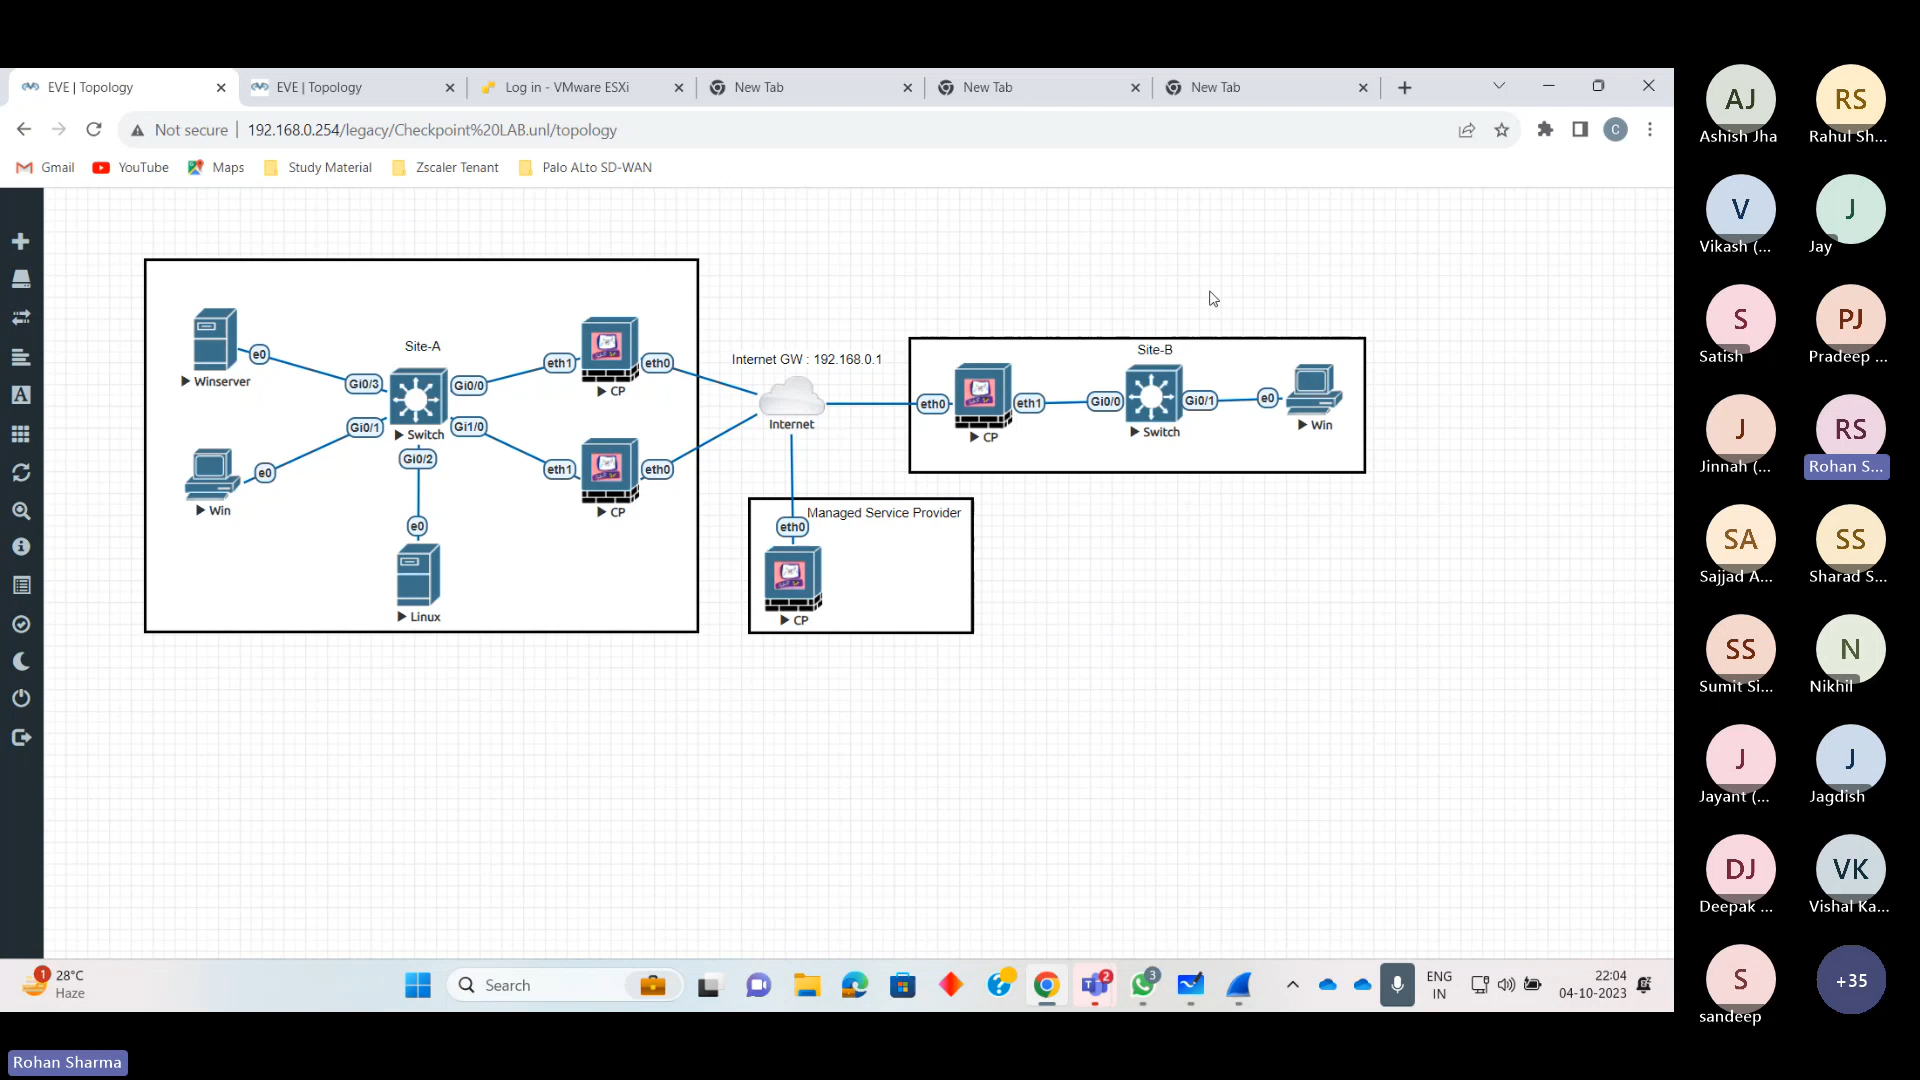 EVE | Topology
EVE | Topology
Log in - VMware ESXi
New Tab
New Tab
New Tab
Not secure
192.168.0.254/legacy/Checkpoint%20LAB.unl/topology
C
Gmail
YouTube
Maps
Study Material
Zscaler Tenant
Palo ALto SD-WAN
Site-A
Winserver
e0
Gi0/3
Gi0/0
eth1
eth0
CP
Switch
Gi0/1
Gi1/0
Gi0/2
e0
Win
eth1
eth0
CP
e0
Linux
Internet GW : 192.168.0.1
Internet
Site-B
eth0
CP
eth1
Gi0/0
Switch
Gi0/1
e0
Win
Managed Service Provider
eth0
CP
AJ
Ashish Jha
RS
Rahul Sh...
V
Vikash (...
J
Jay
S
Satish
PJ
Pradeep ...
J
Jinnah (...
RS
Rohan S...
SA
Sajjad A...
SS
Sharad S...
SS
Sumit Si...
N
Nikhil
J
Jayant (...
J
Jagdish
DJ
Deepak ...
VK
Vishal Ka...
S
sandeep
+35
1
28°C
Haze
Search
2
3
ENG
IN
22:04
04-10-2023
Rohan Sharma